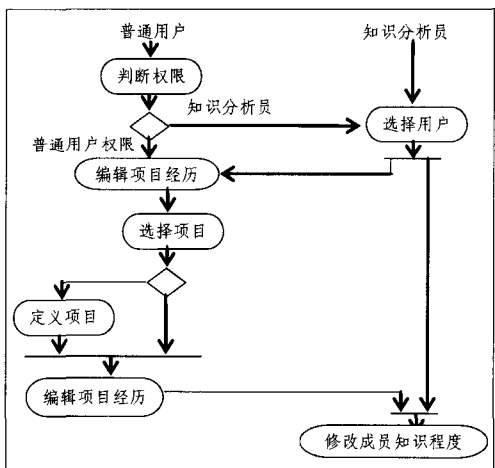 普通用户
知识分析员
判断权限
知识分析员
选择用户
普通用户权限
编辑项目经历
选择项目
定义项目
编辑项目经历
修改成员知识程度